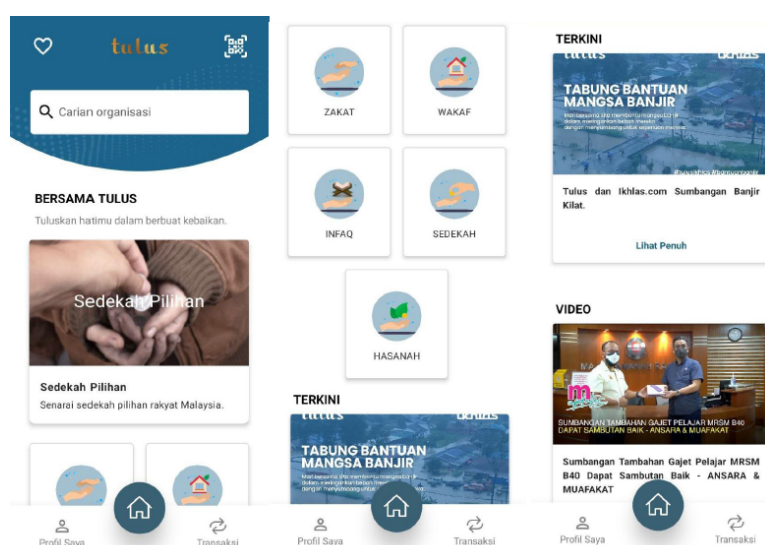 tulus
Carian organisasi
BERSAMA TULUS
Tuluskan hatimu dalam berbuat kebaikan.
Sedekah Pilihan
Sedekah Pilihan
Senarai sedekah pilihan rakyat Malaysia.
Profil Saya
Transaksi
ZAKAT
WAKAF
INFAQ
SEDEKAH
HASANAH
TERKINI
TABUNG BANTUAN
MANGSA BANJIR
Profil Saya
Transaksi
TERKINI
TABUNG BANTUAN
MANGSA BANJIR
Tulus dan Ikhlas.com Sumbangan Banjir
Kilat.
Lihat Penuh
VIDEO
SUMBANGAN TAMBAHAN GAJET PELAJAR MRSM B40
DAPAT SAMBUTAN BAIK - ANSARA & MUAFAKAT
Sumbangan Tambahan Gajet Pelajar MRSM
B40 Dapat Sambutan Baik - ANSARA &
MUAFAKAT
Profil Saya
Transaksi